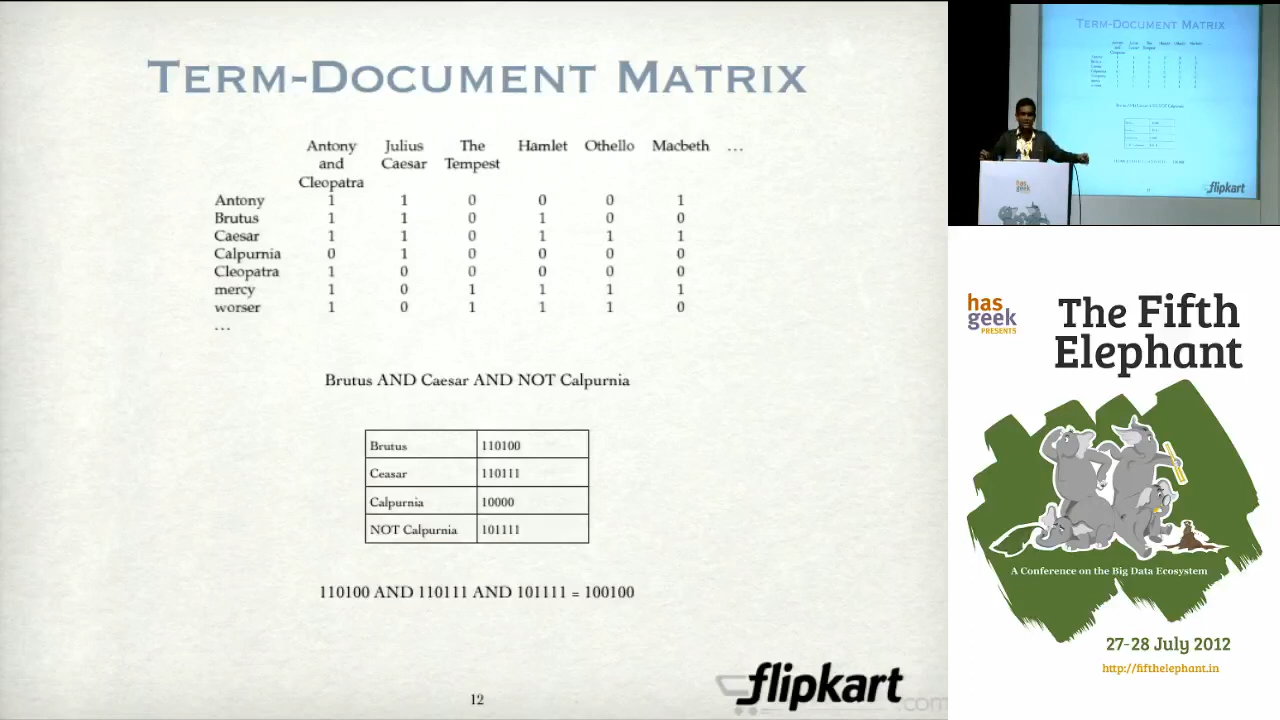 TERM-DOCUMENT MATRIX
Antony and Cleopatra Julius Caesar The Tempest Hamlet Othello Macbeth ...
Antony 1 1 0 0 0 1
Brutus 1 1 0 1 0 0
Caesar 1 1 0 1 1 1
Calpurnia 0 1 0 0 0 0
Cleopatra 1 0 0 0 0 0
mercy 1 0 1 1 1 1
worser 1 0 1 1 1 0
...
Brutus AND Caesar AND NOT Calpurnia
Brutus 110100
Ceasar 110111
Calpurnia 10000
NOT Calpurnia 101111
110100 AND 110111 AND 101111 = 100100
12
flipkart
.com
TERM-DOCUMENT MATRIX
flipkart
has
geek
has
geek
PRESENTS
The Fifth
Elephant
A Conference on the Big Data Ecosystem
27-28 July 2012
http://fifthelephant.in